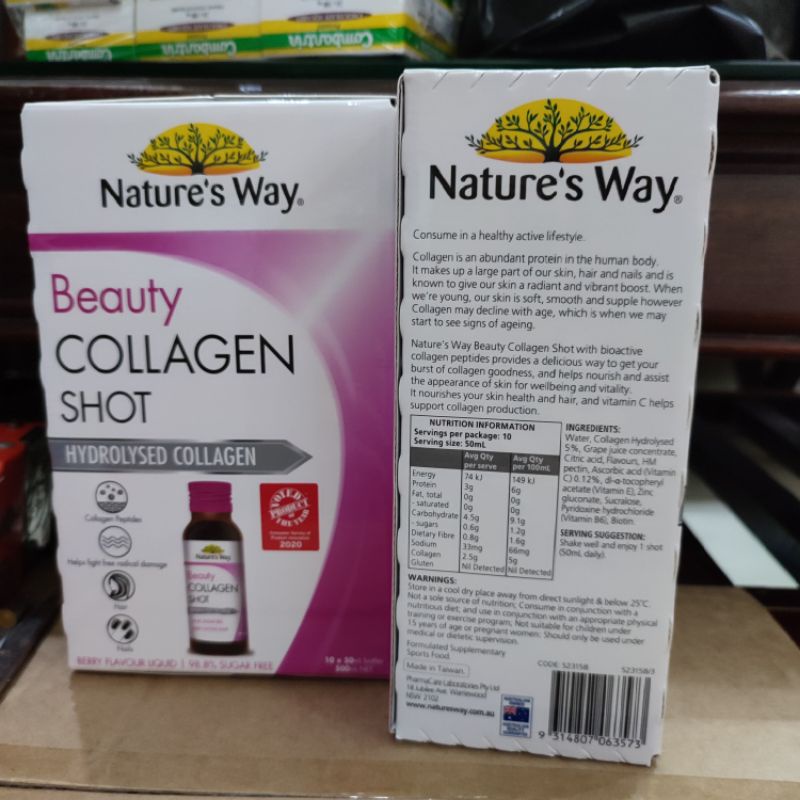 Combantrin
Combantrin
Combantrin
Nature's Way®
Beauty
COLLAGEN
SHOT
HYDROLYSED COLLAGEN
Collagen Peptides
Helps fight free radical damage
Hair
Nails
VOTED
PRODUCT
OF
THE YEAR
2020
Nature's Way
Beauty
COLLAGEN
SHOT
BERRY FLAVOUR LIQUID | 98.8% SUGAR FREE
10 x 50mL bottles
500mL NET
Nature's Way®
Consume in a healthy active lifestyle.
Collagen is an abundant protein in the human body.
It makes up a large part of our skin, hair and nails and is
known to give our skin a radiant and vibrant boost. When
we're young, our skin is soft, smooth and supple however
Collagen may decline with age, which is when we may
start to see signs of ageing.
Nature's Way Beauty Collagen Shot with bioactive
collagen peptides provides a delicious way to get your
burst of collagen goodness, and helps nourish and assist
the appearance of skin for wellbeing and vitality.
It nourishes your skin health and hair, and vitamin C helps
support collagen production.
NUTRITION INFORMATION
Servings per package: 10
Serving size: 50mL
Avg Qty per serve Avg Qty per 100mL
Energy 74 kJ 149 kJ
Protein 3g 6g
Fat, total 0g 0g
- saturated 0g 0g
Carbohydrate 4.5g 9.1g
- sugars 0.6g 1.2g
Dietary Fibre 0.8g 1.6g
Sodium 33mg 66mg
Collagen 2.5g 5g
Gluten Nil Detected Nil Detected
INGREDIENTS:
Water, Collagen Hydrolysed
5%, Grape juice concentrate,
Citric acid, Flavours, HM
pectin, Ascorbic acid (Vitamin
C) 0.12%, dl-α-tocopheryl
acetate (Vitamin E), Zinc
gluconate, Sucralose,
Pyridoxine hydrochloride
(Vitamin B6), Biotin.
SERVING SUGGESTION:
Shake well and enjoy 1 shot
(50mL daily).
WARNINGS:
Store in a cool dry place away from direct sunlight & below 25°C.
Not a sole source of nutrition; Consume in conjunction with a
nutritious diet, and use in conjunction with an appropriate physical
training or exercise program; Not suitable for children under
15 years of age or pregnant women: Should only be used under
medical or dietetic supervision.
Formulated Supplementary
Sports Food.
Made in Taiwan.
PharmaCare Laboratories Pty Ltd
18 Jubilee Ave. Warriewood
NSW 2102
www.naturesway.com.au
CODE: S23158
S23158/3
9 314807 063573